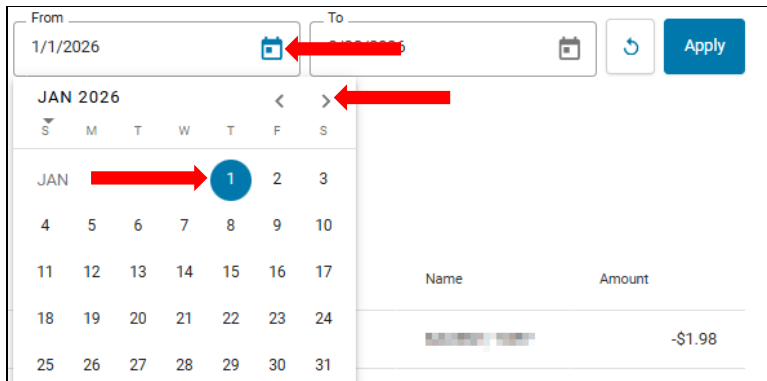 From
To
1/1/2026
Apply
JAN 2026
S M T W T F S
JAN 1 2 3
4 5 6 7 8 9 10
11 12 13 14 15 16 17
Name
Amount
18 19 20 21 22 23 24
-$1.98
25 26 27 28 29 30 31